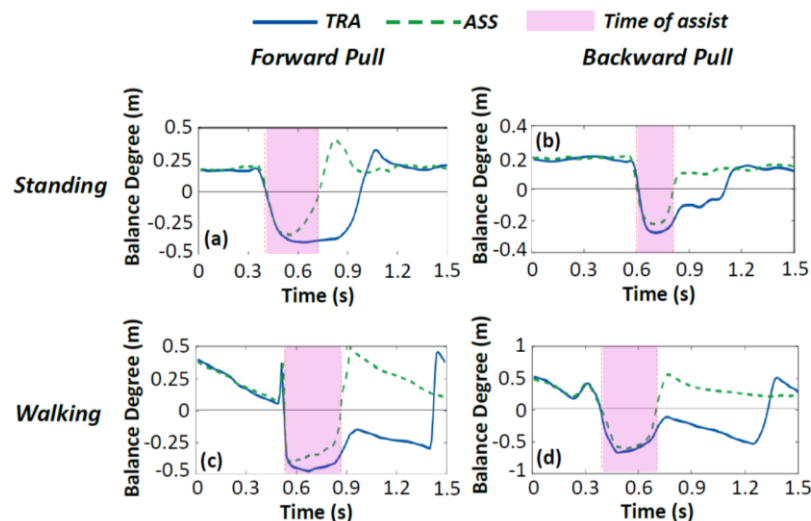 TRA ASS Time of assist
Forward Pull Backward Pull
Standing
Balance Degree (m)
0.5
0.25
0
-0.25
-0.5
(a)
0 0.3 0.6 0.9 1.2 1.5
Time (s)
Balance Degree (m)
0.4
0.2
0
-0.2
-0.4
(b)
0 0.3 0.6 0.9 1.2 1.5
Time (s)
Walking
Balance Degree (m)
0.5
0.25
0
-0.25
-0.5
(c)
0 0.3 0.6 0.9 1.2 1.5
Time (s)
Balance Degree (m)
1
0.5
0
-0.5
-1
(d)
0 0.3 0.6 0.9 1.2 1.5
Time (s)